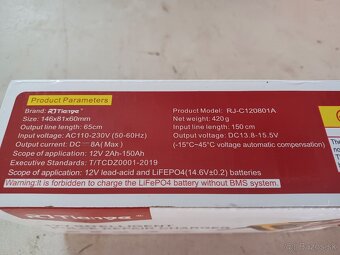 Product Parameters
Brand: RJTianye®
Product: RJ-C120801A
Size: 146x81x60mm
Net weight: 420g
Output line length: 65cm
Input line length: 150cm
Input voltage: AC110-230V (50-60Hz)
Output voltage: DC13.8-15.5V
Output current: DC 8A(Max)
(-15°C~45°C voltage automatic compensation)
Scope of application: 12V 2Ah-150Ah
Executive Standards: T/TCDZ0001-2019
Scope of application: 12V lead-acid and LiFEPO4(14.6V±0.2) batteries
Warning:It is forbidden to charge the LiFePO4 battery without BMS system.
RJTianye